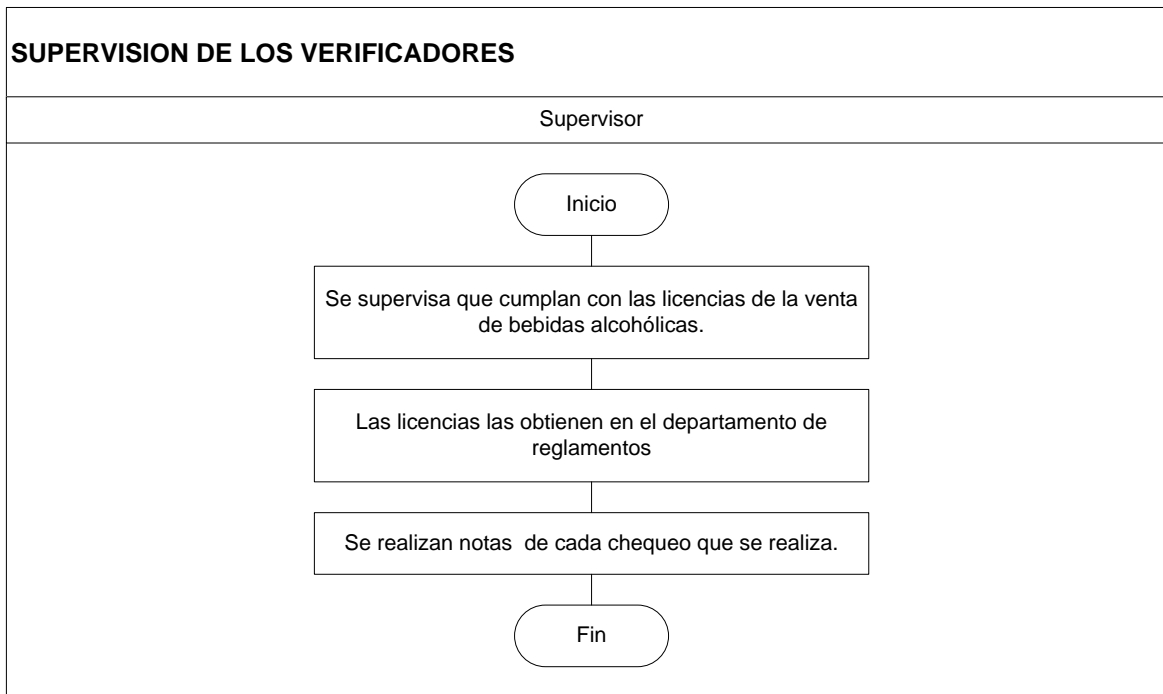 SUPERVISION DE LOS VERIFICADORES
Supervisor
Inicio
Se supervisa que cumplan con las licencias de la venta
de bebidas alcohólicas.
Las licencias las obtienen en el departamento de
reglamentos
Se realizan notas  de cada chequeo que se realiza.
Fin